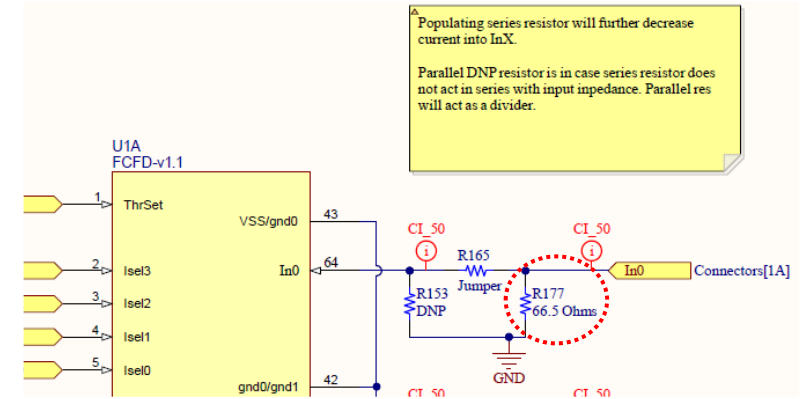 Populating series resistor will further decrease
current into InX.
Parallel DNP resistor is in case series resistor does
not act in series with input inpedance. Parallel res
will act as a divider.
U1A
FCFD-v1.1
1
ThrSet
VSS/gnd0
43
CI_50
CI_50
i
i
2
Isel3
In0
64
R165
Jumper
In0
Connectors[1A]
3
Isel2
R153
DNP
R177
66.5 Ohms
4
Isel1
5
Isel0
GND
gnd0/gnd1
42
CI_50
CI_50